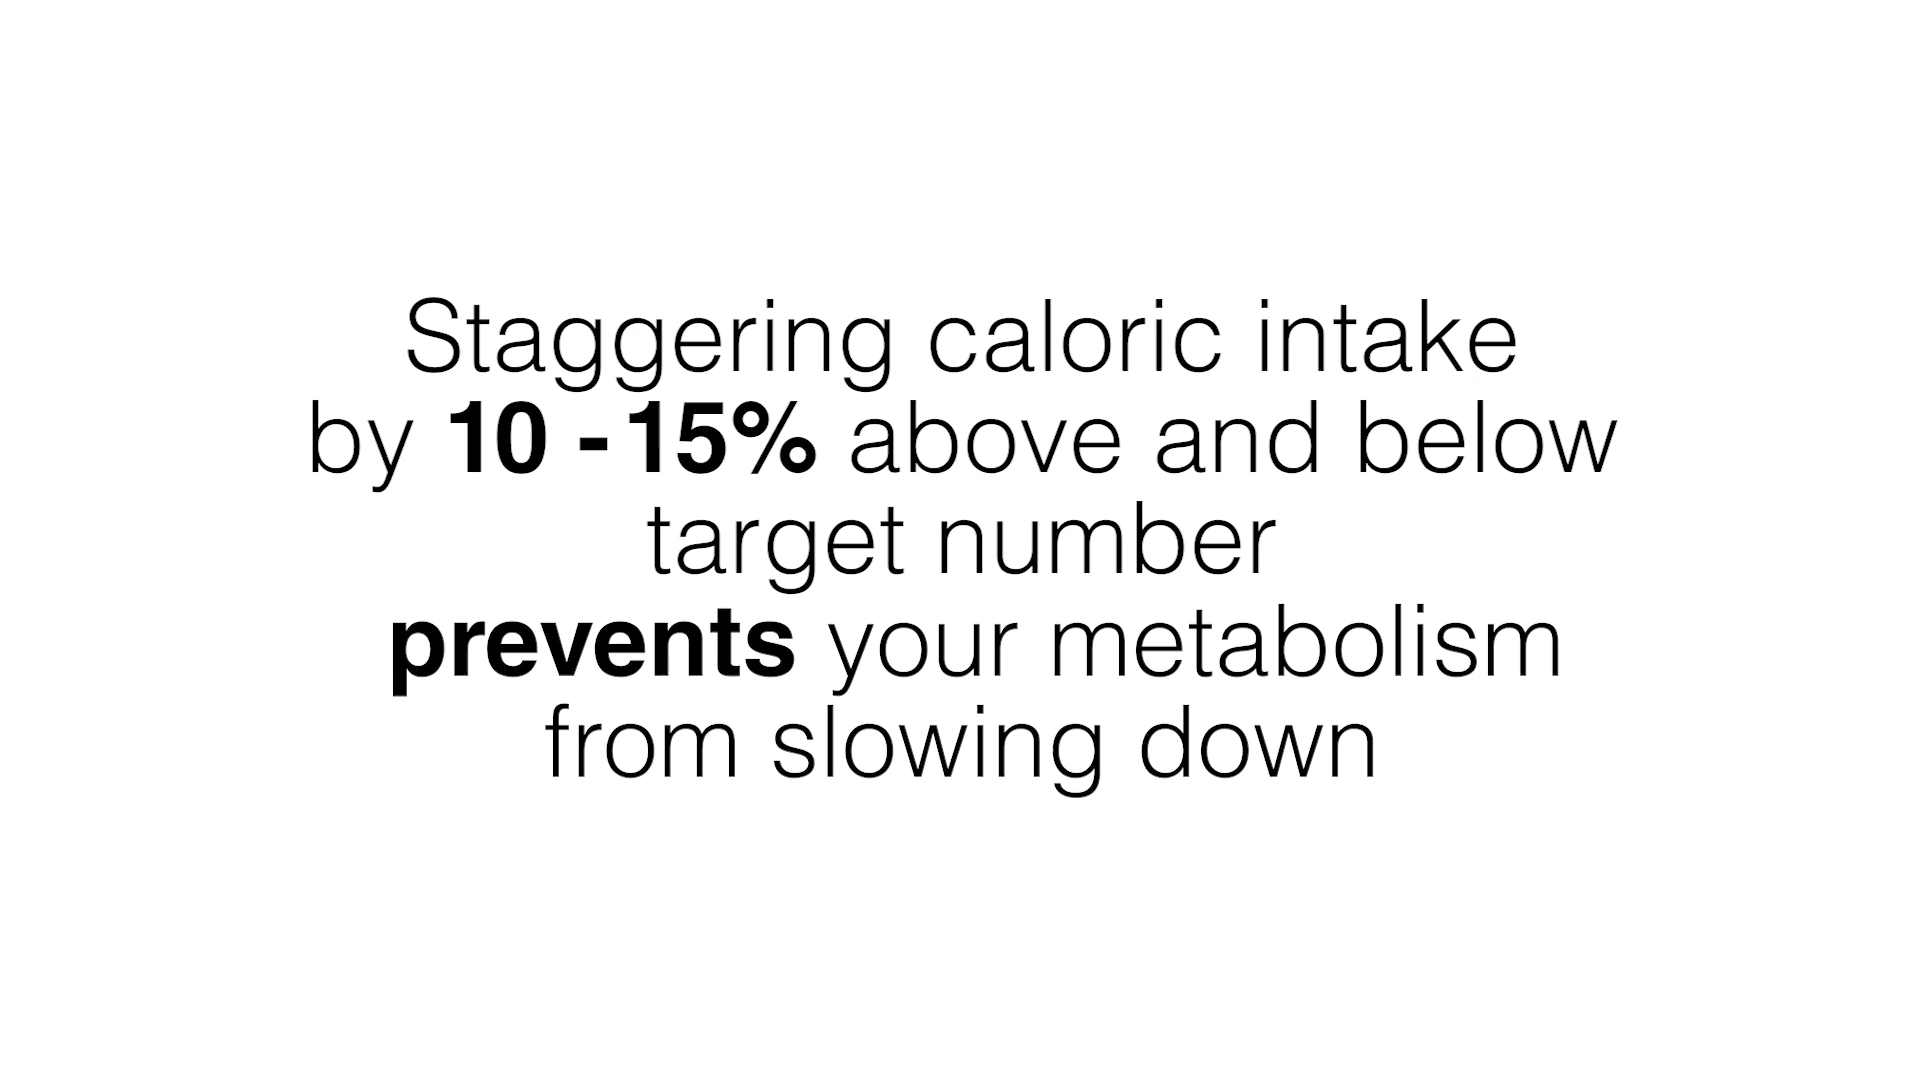 Staggering caloric intake
by 10 - 15% above and below
target number
prevents your metabolism
from slowing down